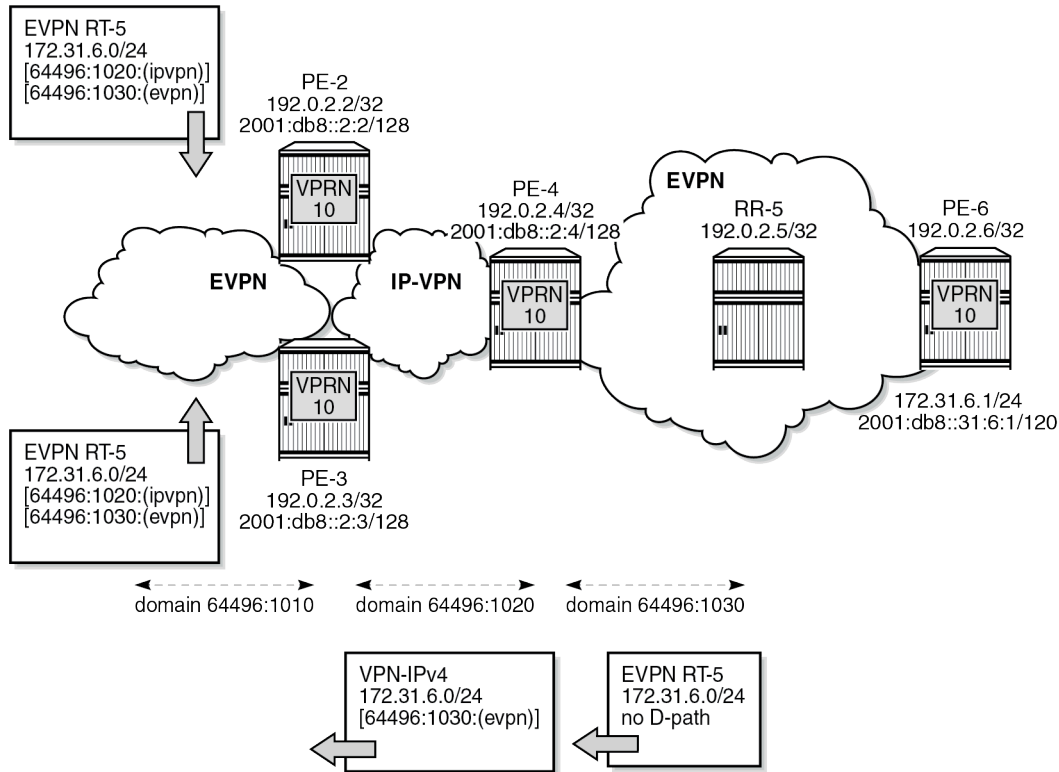 EVPN RT-5
172.31.6.0/24
[64496:1020:(ipvpn)]
[64496:1030:(evpn)]
PE-2
192.0.2.2/32
2001:db8::2:2/128
VPRN
10
EVPN
IP-VPN
PE-4
192.0.2.4/32
2001:db8::2:4/128
VPRN
10
EVPN
RR-5
192.0.2.5/32
PE-6
192.0.2.6/32
VPRN
10
172.31.6.1/24
2001:db8::31:6:1/120
VPRN
10
PE-3
192.0.2.3/32
2001:db8::2:3/128
EVPN RT-5
172.31.6.0/24
[64496:1020:(ipvpn)]
[64496:1030:(evpn)]
domain 64496:1010
domain 64496:1020
domain 64496:1030
VPN-IPv4
172.31.6.0/24
[64496:1030:(evpn)]
EVPN RT-5
172.31.6.0/24
no D-path